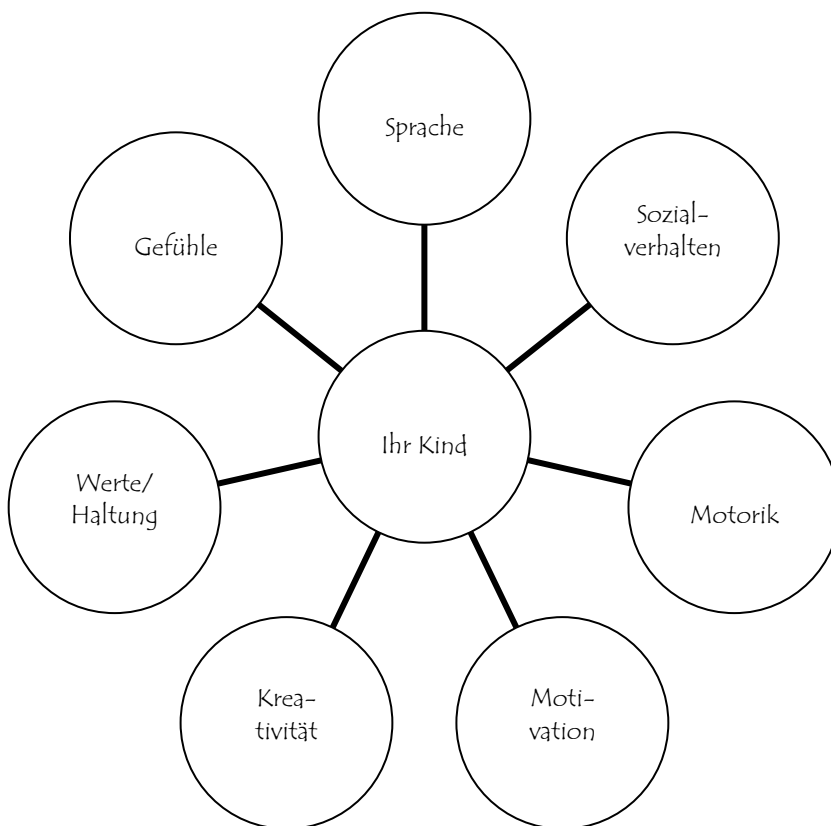 Sprache
Gefühle
Sozial-
verhalten
Ihr Kind
Werte/
Haltung
Motorik
Krea-
tivität
Moti-
vation